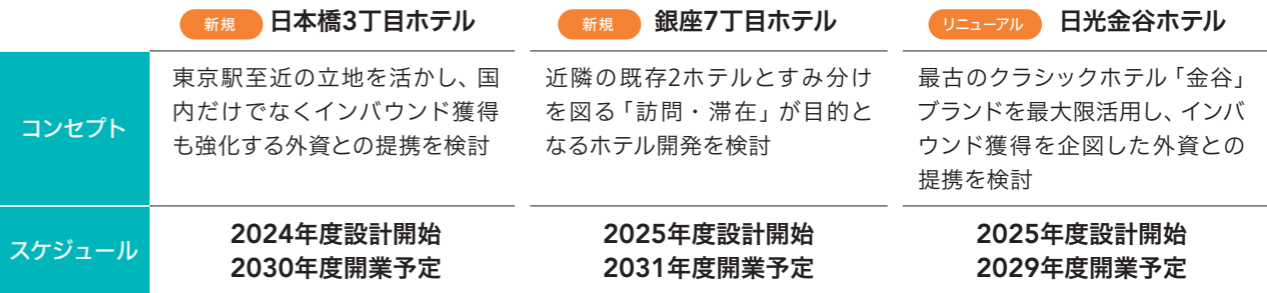 新規 日本橋3丁目ホテル
新規 銀座7丁目ホテル
リニューアル 日光金谷ホテル
コンセプト
東京駅至近の立地を活かし、国
内だけでなくインバウンド獲得
も強化する外資との提携を検討
近隣の既存2ホテルとすみ分け
を図る「訪問・滞在」が目的と
なるホテル開発を検討
最古のクラシックホテル「金谷」
ブランドを最大限活用し、インバ
ウンド獲得を企図した外資との
提携を検討
スケジュール
2024年度設計開始
2030年度開業予定
2025年度設計開始
2031年度開業予定
2025年度設計開始
2029年度開業予定